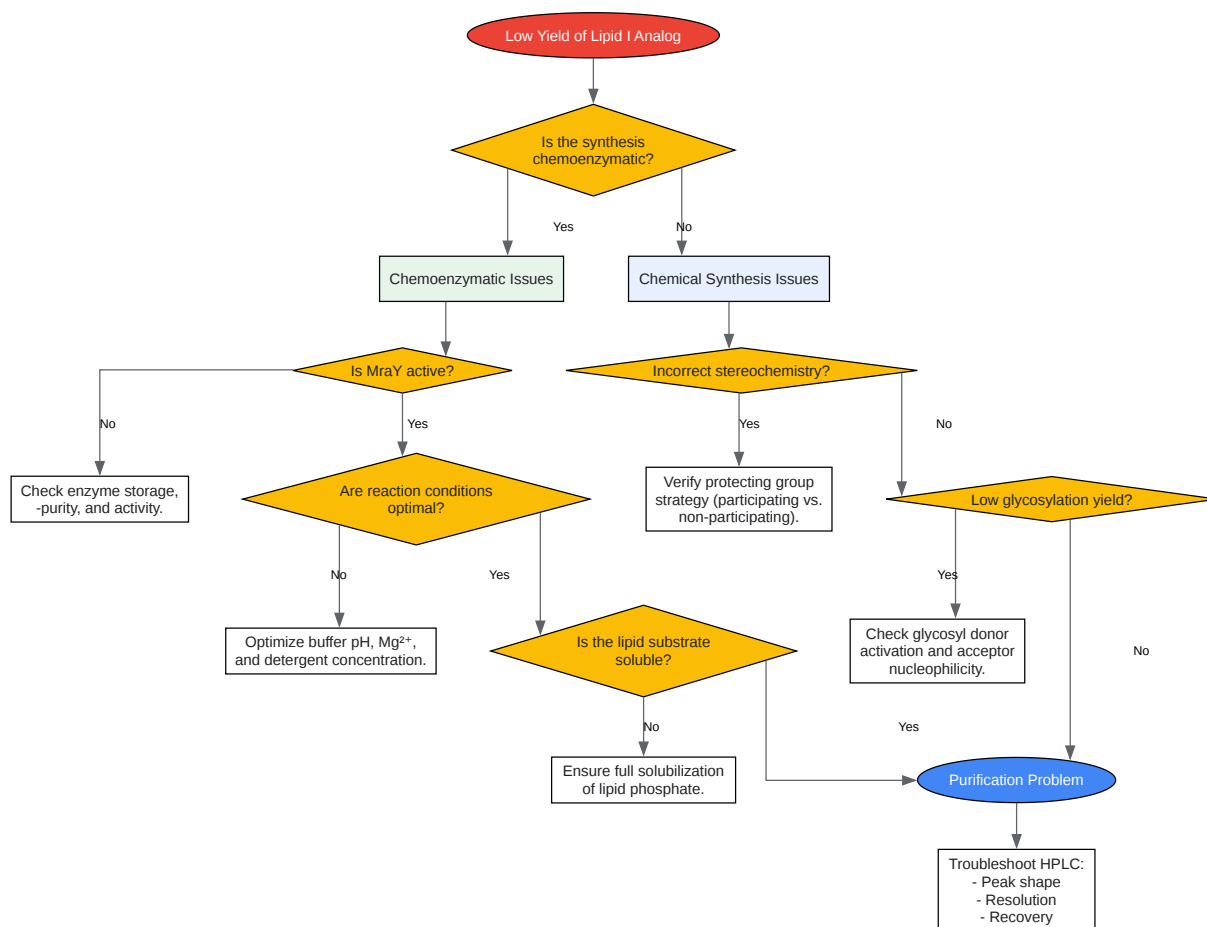 Low Yield of Lipid I Analog
Is the synthesis
chemoenzymatic?
Yes
No
Chemoenzymatic Issues
Chemical Synthesis Issues
Is MraY active?
Incorrect stereochemistry?
No
Yes
Yes
No
Check enzyme storage,
-purity, and activity.
Are reaction conditions
optimal?
Verify protecting group
strategy (participating vs.
non-participating).
Low glycosylation yield?
No
Yes
Yes
No
Optimize buffer pH, Mg²⁺,
and detergent concentration.
Is the lipid substrate
soluble?
Check glycosyl donor
activation and acceptor
nucleophilicity.
No
Yes
Ensure full solubilization
of lipid phosphate.
Purification Problem
Troubleshoot HPLC:
- Peak shape
- Resolution
- Recovery